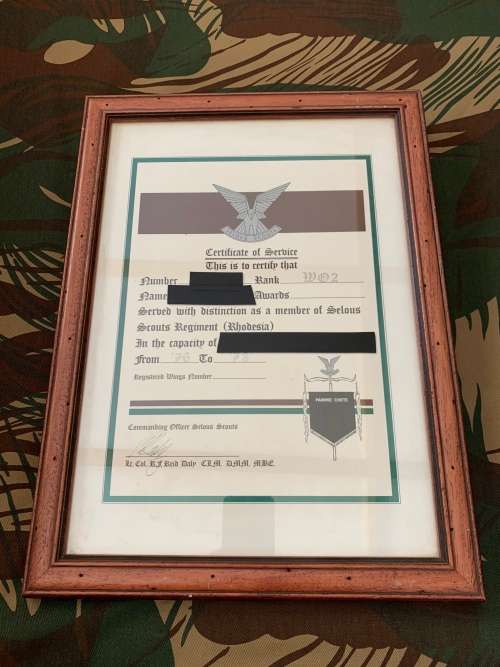 Certificate of Service
This is to certify that
Number Rank WO2
Name Awards
Served with distinction as a member of Selous
Scouts Regiment (Rhodesia)
In the capacity of
From '76 To
Registered Wings Number
PAMWE CHETE
Commanding Officer Selous Scouts
Lt. Col. R.F. Reid Daly. CLM. DMM. MBE.